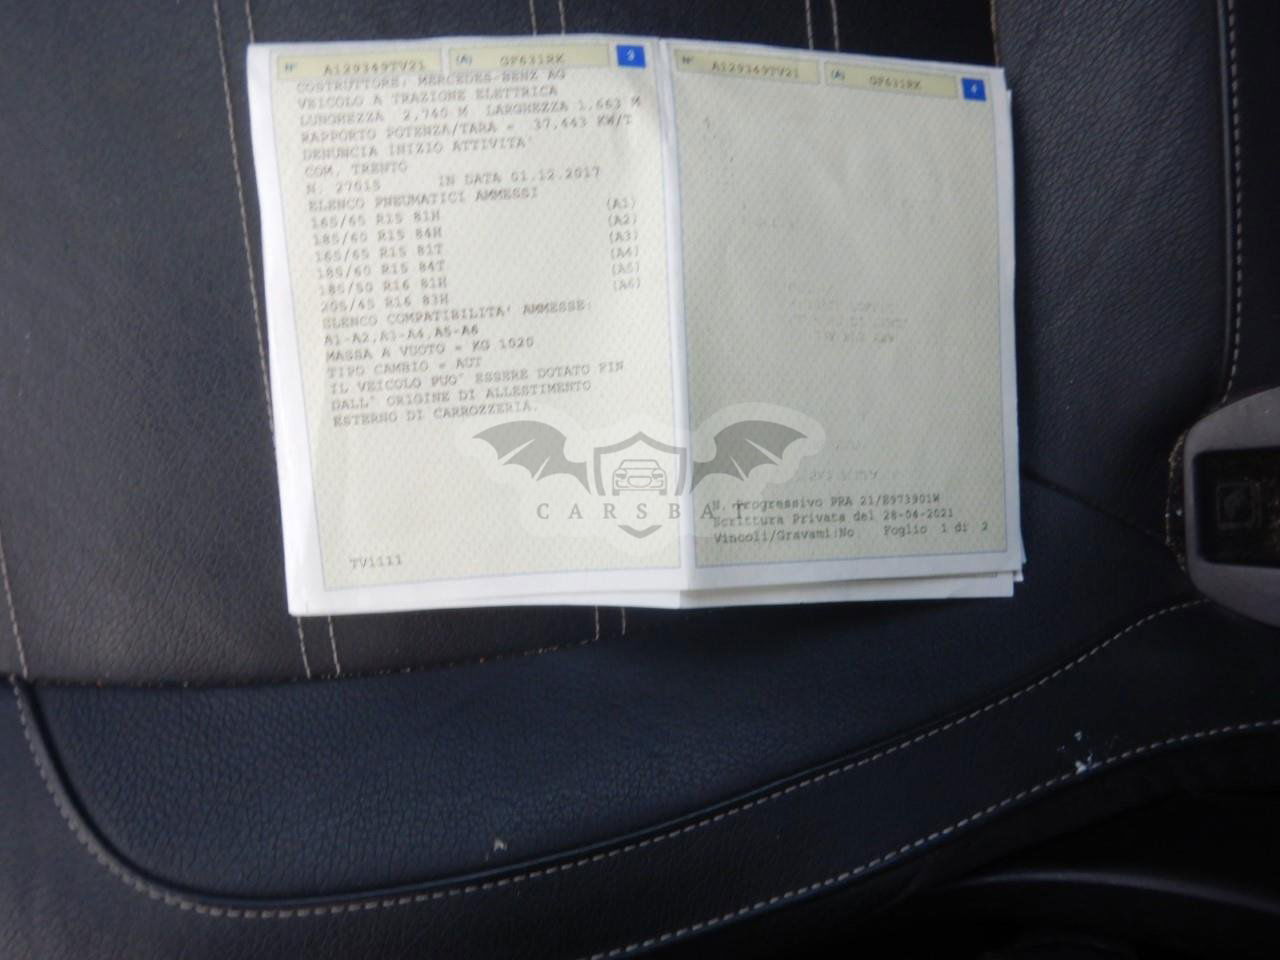 N° A129349TV21 (A) GF631RK 3
COSTRUTTORE, MERCEDES-BENZ AG
VEICOLO A TRAZIONE ELETTRICA
LUNGHEZZA 2,740 M LARGHEZZA 1,663 M
RAPPORTO POTENZA/TARA = 37,443 KW/T
DENUNCIA INIZIO ATTIVITA'
COM. TRENTO
N. 27015 IN DATA 01.12.2017
ELENCO PNEUMATICI AMMESSI
165/65 R15 81H (A1)
185/60 R15 84H (A2)
165/65 R15 81T (A3)
185/60 R15 84T (A4)
185/50 R16 81H (A5)
205/45 R16 83H (A6)
ELENCO COMPATIBILITA' AMMESSE:
A1-A2,A3-A4,A5-A6
MASSA A VUOTO = KG 1020
TIPO CAMBIO = AUT
IL VEICOLO PUO' ESSERE DOTATO FIN
DALL' ORIGINE DI ALLESTIMENTO
ESTERNO DI CARROZZERIA.
TV1111
N° A129349TV21 (A) GF631RK 4
N. Progressivo PRA 21/E973901W
Scrittura Privata del 28-04-2021
Vincoli/Gravami:No Foglio 1 di 2
CARSBAT